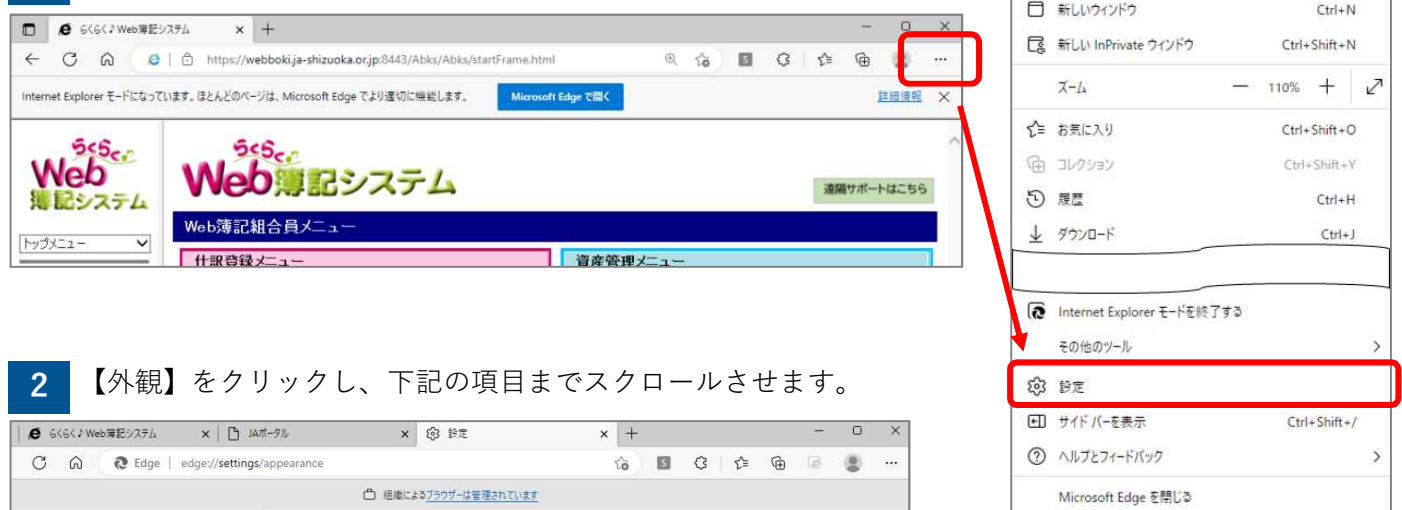 らくらく♪Web簿記システム
https://webboki.ja-shizuoka.or.jp:8443/Abks/Abks/startFrame.html
Internet Explorer モードになっています。ほとんどのページは、Microsoft Edge でより適切に機能します。 Microsoft Edge で開く 詳細情報
らくらく♪
Web
簿記システム
トップメニュー
らくらく♪
Web簿記システム
遠隔サポートはこちら
Web簿記組合員メニュー
仕訳登録メニュー 資産管理メニュー
新しいウィンドウ Ctrl+N
新しい InPrivate ウィンドウ Ctrl+Shift+N
ズーム — 110% +
お気に入り Ctrl+Shift+O
コレクション Ctrl+Shift+Y
履歴 Ctrl+H
ダウンロード Ctrl+J
Internet Explorer モードを終了する
その他のツール
設定
サイド バーを表示 Ctrl+Shift+/
ヘルプとフィードバック
Microsoft Edge を閉じる
2 【外観】をクリックし、下記の項目までスクロールさせます。
らくらく♪Web簿記システム JAポータル 設定
Edge | edge://settings/appearance
組織によるブラウザーは管理されています